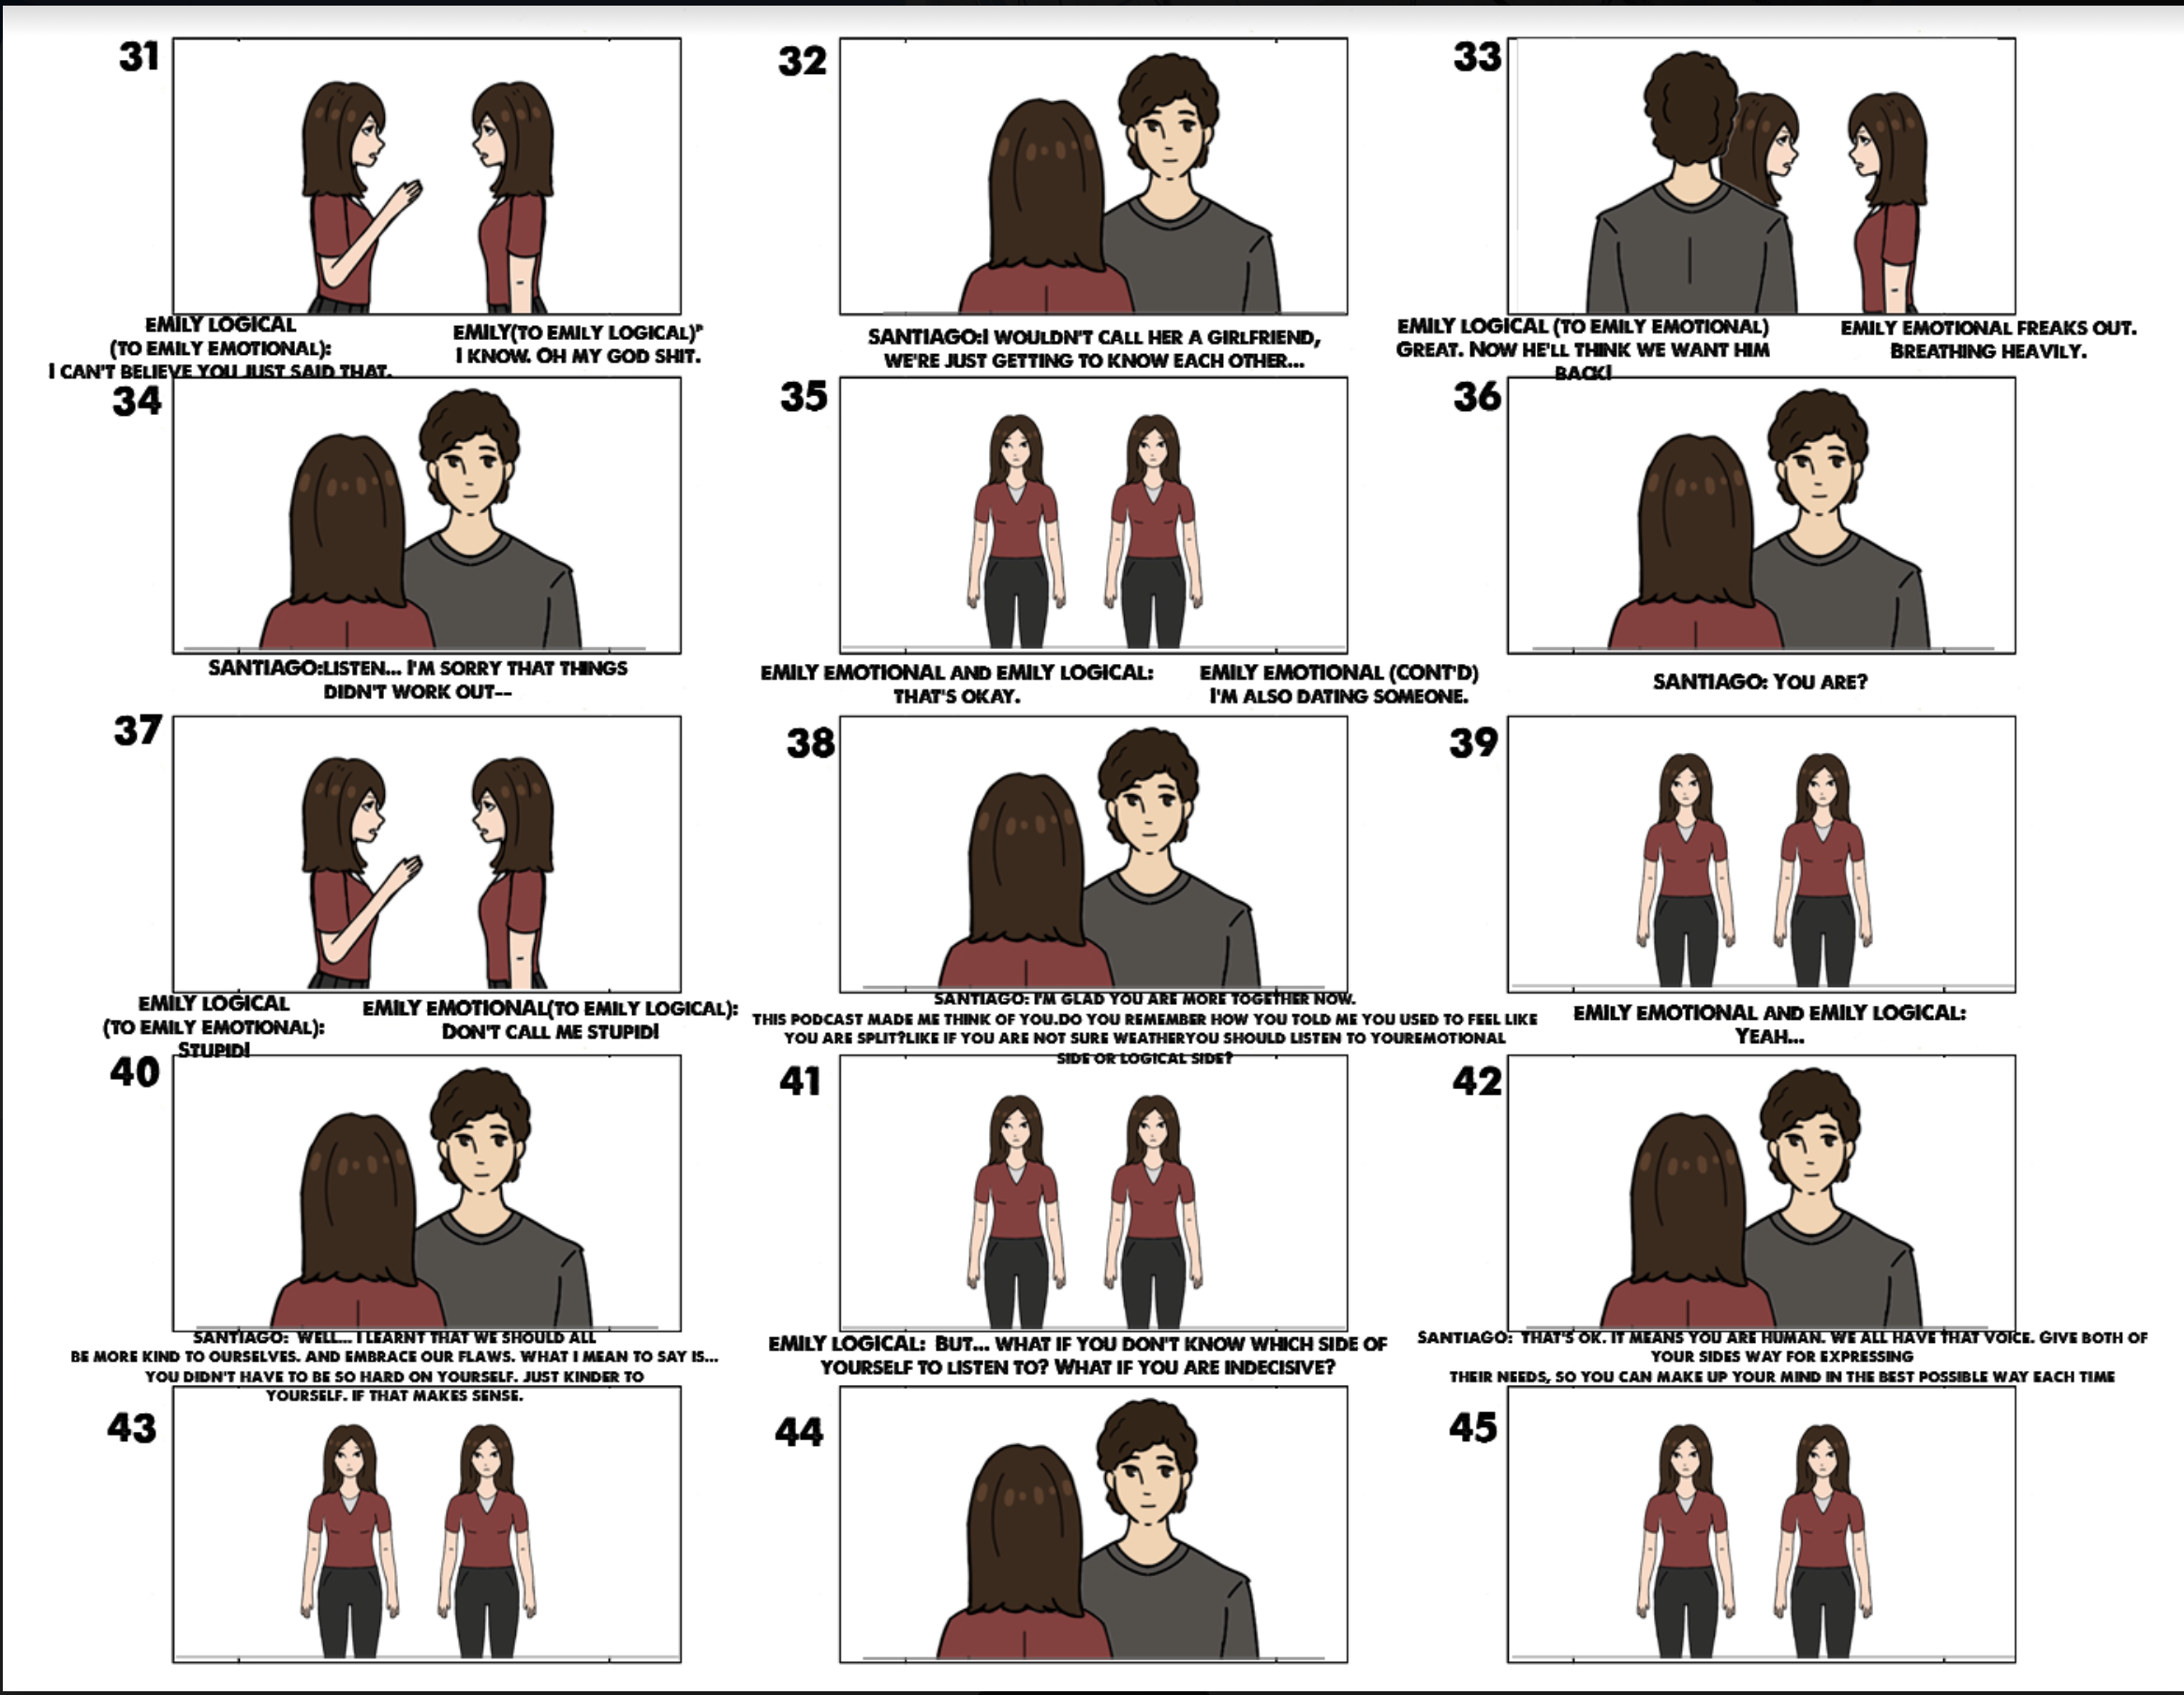 31
32
33
EMILY LOGICAL
(TO EMILY EMOTIONAL):
I CAN'T BELIEVE YOU JUST SAID THAT.
EMILY(TO EMILY LOGICAL)"
I KNOW. OH MY GOD SHIT.
SANTIAGO:I WOULDN'T CALL HER A GIRLFRIEND,
WE'RE JUST GETTING TO KNOW EACH OTHER...
EMILY LOGICAL (TO EMILY EMOTIONAL)
GREAT. NOW HE'LL THINK WE WANT HIM
BACK!
EMILY EMOTIONAL FREAKS OUT.
BREATHING HEAVILY.
34
35
36
SANTIAGO:LISTEN... I'M SORRY THAT THINGS
DIDN'T WORK OUT--
EMILY EMOTIONAL AND EMILY LOGICAL:
THAT'S OKAY.
EMILY EMOTIONAL (CONT'D)
I'M ALSO DATING SOMEONE.
SANTIAGO: YOU ARE?
37
38
39
EMILY LOGICAL
(TO EMILY EMOTIONAL):
STUPID!
EMILY EMOTIONAL(TO EMILY LOGICAL):
DON'T CALL ME STUPID!
SANTIAGO: I'M GLAD YOU ARE MORE TOGETHER NOW.
THIS PODCAST MADE ME THINK OF YOU.DO YOU REMEMBER HOW YOU TOLD ME YOU USED TO FEEL LIKE
YOU ARE SPLIT?LIKE IF YOU ARE NOT SURE WEATHERYOU SHOULD LISTEN TO YOUREMOTIONAL
SIDE OR LOGICAL SIDE?
EMILY EMOTIONAL AND EMILY LOGICAL:
YEAH...
40
41
42
SANTIAGO: WELL... I LEARNT THAT WE SHOULD ALL
BE MORE KIND TO OURSELVES. AND EMBRACE OUR FLAWS. WHAT I MEAN TO SAY IS...
YOU DIDN'T HAVE TO BE SO HARD ON YOURSELF. JUST KINDER TO
YOURSELF. IF THAT MAKES SENSE.
EMILY LOGICAL: BUT... WHAT IF YOU DON'T KNOW WHICH SIDE OF
YOURSELF TO LISTEN TO? WHAT IF YOU ARE INDECISIVE?
SANTIAGO: THAT'S OK. IT MEANS YOU ARE HUMAN. WE ALL HAVE THAT VOICE. GIVE BOTH OF
YOUR SIDES WAY FOR EXPRESSING
THEIR NEEDS, SO YOU CAN MAKE UP YOUR MIND IN THE BEST POSSIBLE WAY EACH TIME
43
44
45